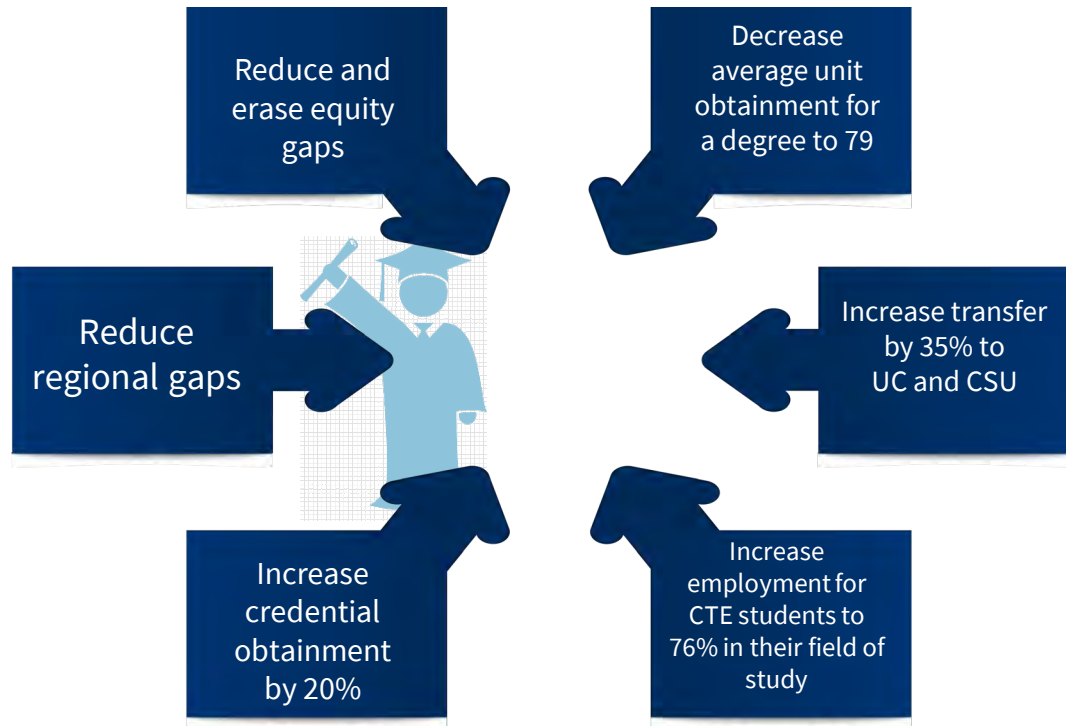 Reduce and
erase equity
gaps
Decrease
average unit
obtainment for
a degree to 79
Reduce
regional gaps
Increase transfer
by 35% to
UC and CSU
Increase
credential
obtainment
by 20%
Increase
employment for
CTE students to
76% in their field of
study